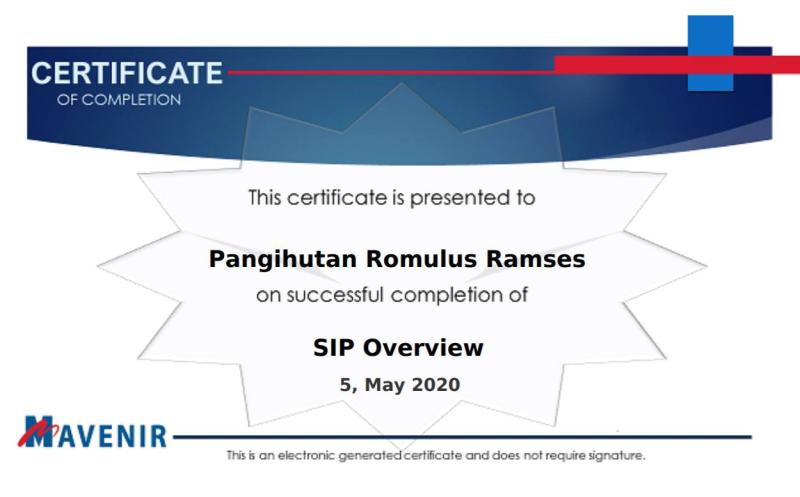 CERTIFICATE
OF COMPLETION
This certificate is presented to
Pangihutan Romulus Ramses
on successful completion of
SIP Overview
5, May 2020
MAVENIR
This is an electronic generated certificate and does not require signature.